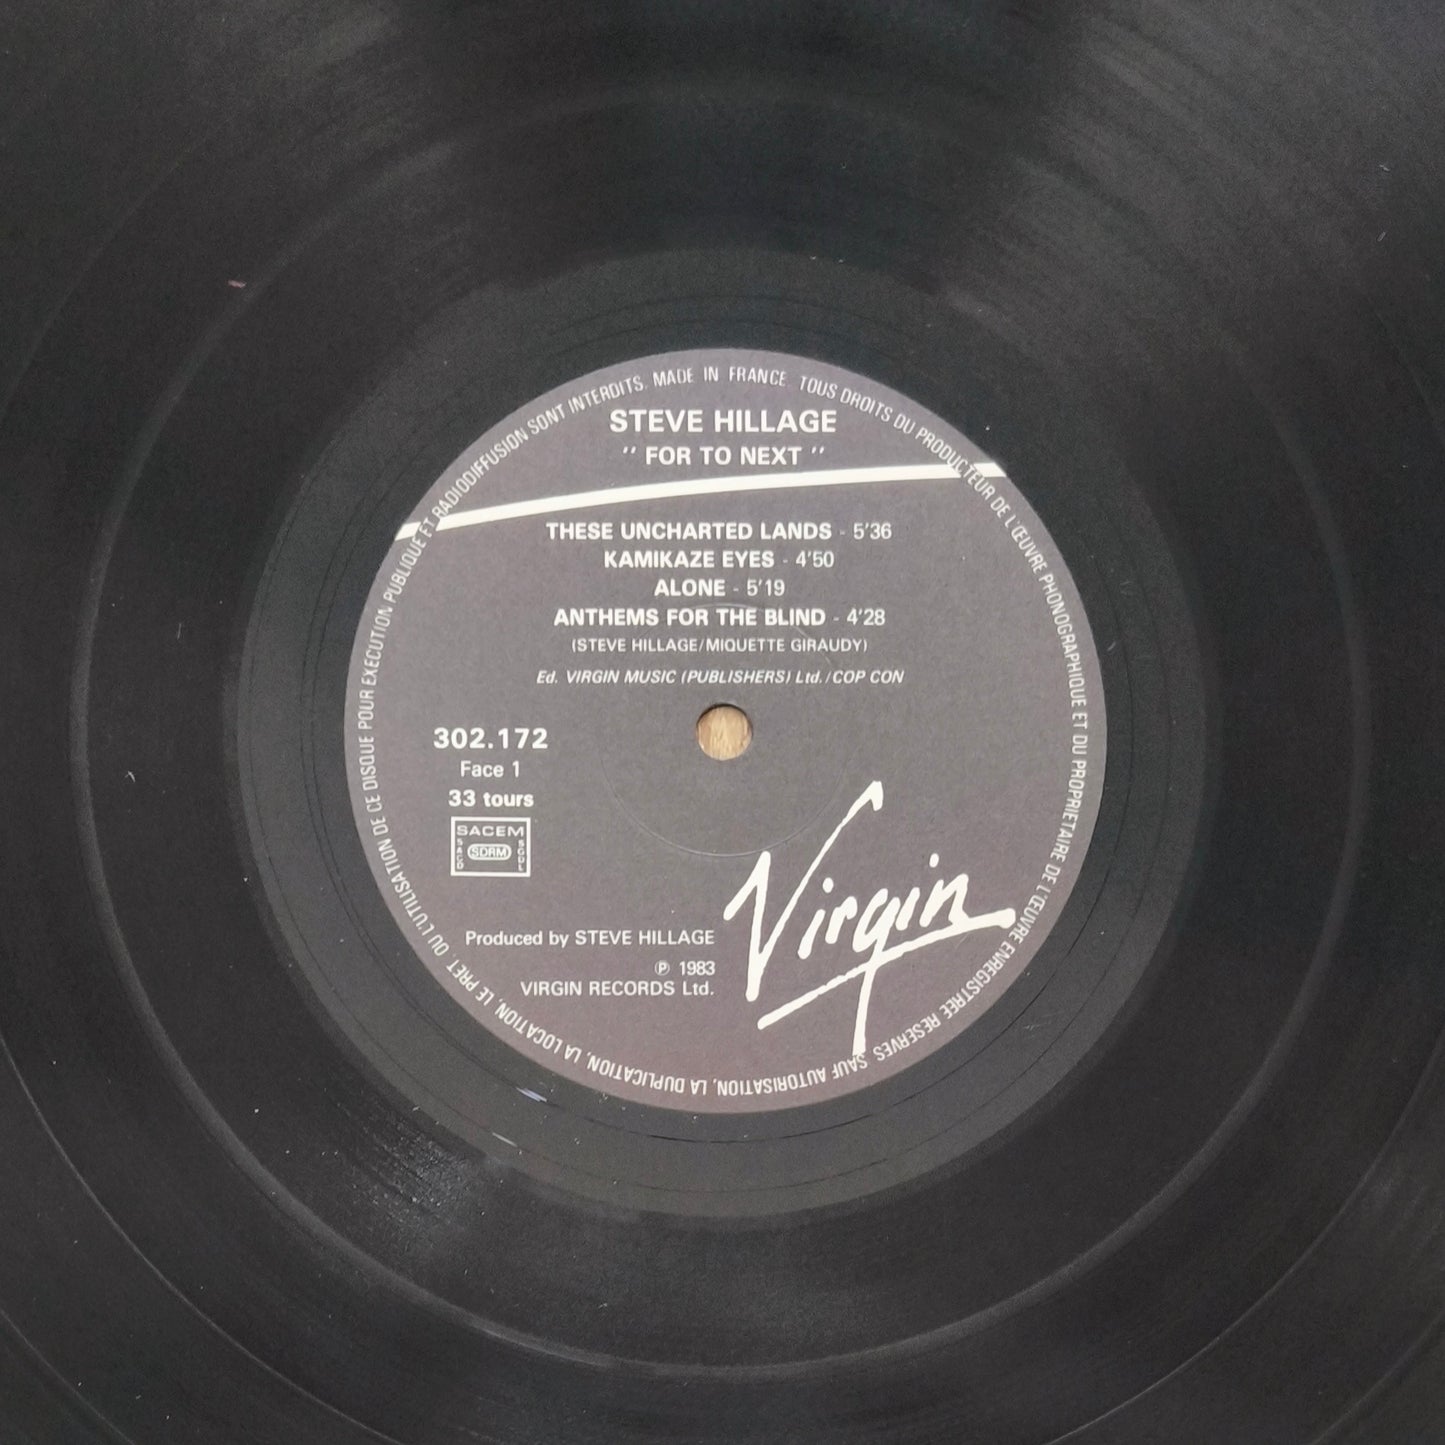 STEVE HILLAGE
" FOR TO NEXT "
THESE UNCHARTED LANDS - 5'36
KAMIKAZE EYES - 4'50
ALONE - 5'19
ANTHEMS FOR THE BLIND - 4'28
(STEVE HILLAGE/MIQUETTE GIRAUDY)
Ed. VIRGIN MUSIC (PUBLISHERS) Ltd./COP CON
302.172
Face 1
33 tours
SACEM
SACD
SDRM
SGDL
Virgin
Produced by STEVE HILLAGE
℗ 1983
VIRGIN RECORDS Ltd.
MADE IN FRANCE. TOUS DROITS DU PRODUCTEUR DE L'ŒUVRE PHONOGRAPHIQUE ET DU PROPRIETAIRE DE L'ŒUVRE ENREGISTREE RESERVES. SAUF AUTORISATION, LA DUPLICATION, LA LOCATION, LE PRET OU L'UTILISATION DE CE DISQUE POUR EXECUTION PUBLIQUE ET RADIODIFFUSION SONT INTERDITS.